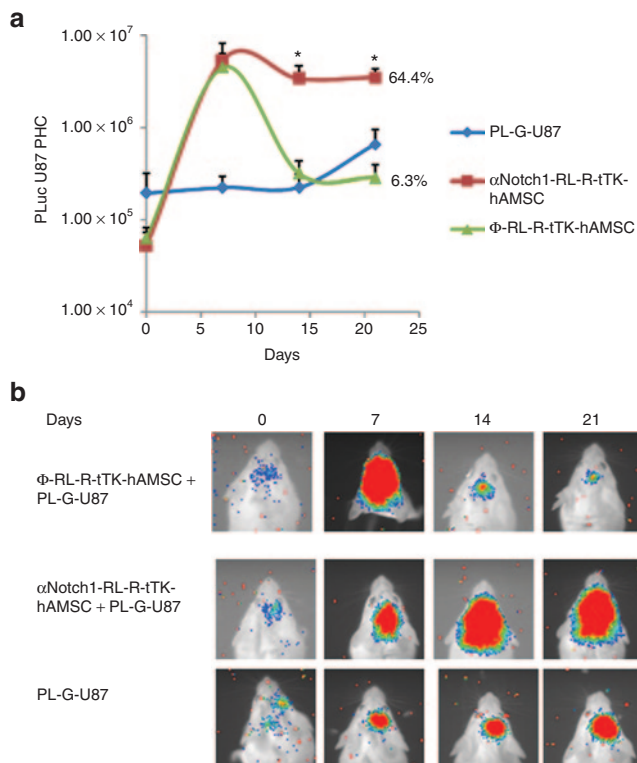 a
PLuc U87 PHC
1.00 × 10⁷
1.00 × 10⁶
1.00 × 10⁵
1.00 × 10⁴
0 5 10 15 20 25
Days
* *
64.4%
6.3%
PL-G-U87
αNotch1-RL-R-tTK-
hAMSC
Φ-RL-R-tTK-hAMSC
b
Days 0 7 14 21
Φ-RL-R-tTK-hAMSC +
PL-G-U87
αNotch1-RL-R-tTK-
hAMSC + PL-G-U87
PL-G-U87